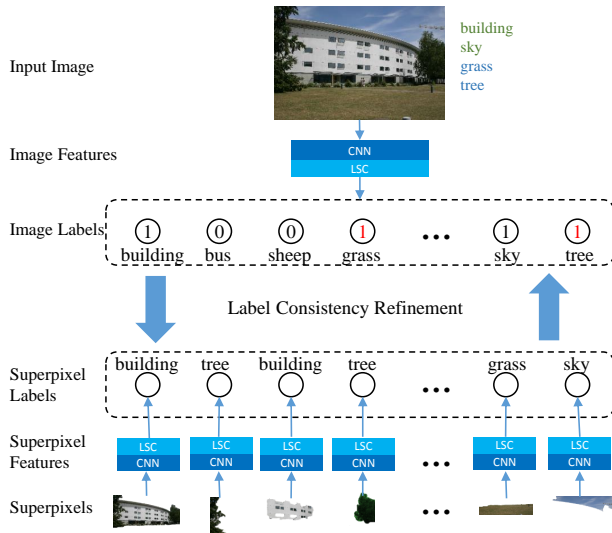 building
sky
grass
tree
Input Image
Image Features
CNN
LSC
Image Labels
1 0 0 1 ... 1 1
building bus sheep grass sky tree
Label Consistency Refinement
building tree building tree grass sky
Superpixel
Labels
...
LSC LSC LSC LSC LSC LSC
Superpixel
Features
CNN CNN CNN CNN ... CNN CNN
Superpixels
...